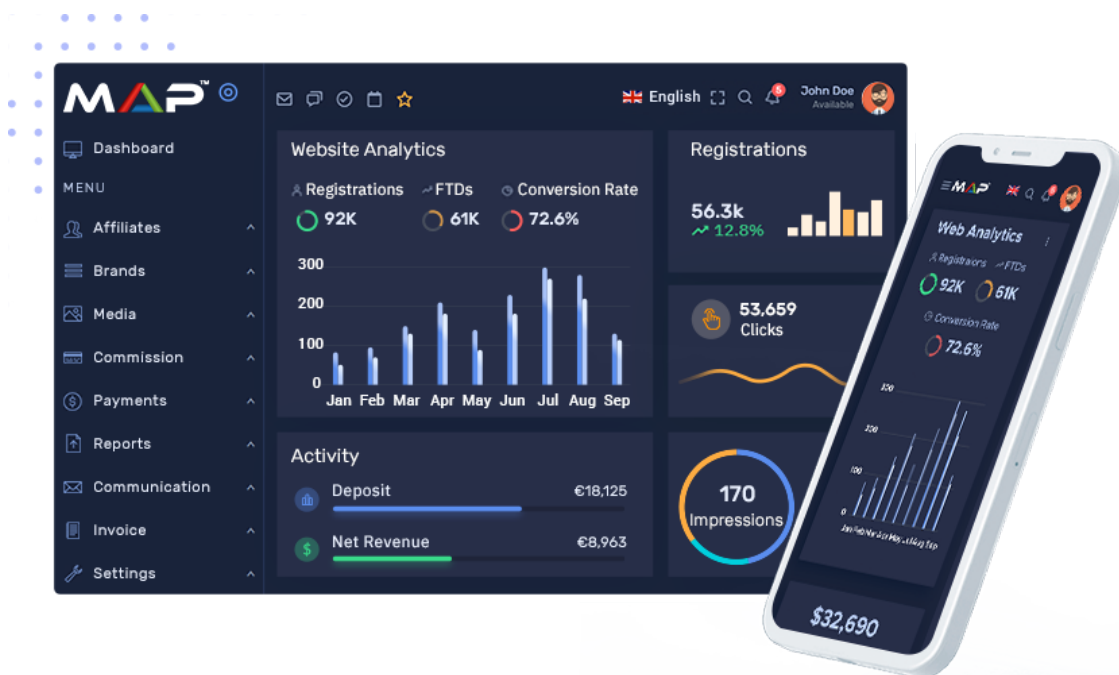 MAP™
English
5
John Doe
Available
Dashboard
MENU
Affiliates
Brands
Media
Commission
Payments
Reports
Communication
Invoice
Settings
Website Analytics
Registrations FTDs Conversion Rate
92K 61K 72.6%
300
200
100
0
Jan Feb Mar Apr May Jun Jul Aug Sep
Registrations
56.3k
12.8%
53,659
Clicks
Activity
Deposit €18,125
Net Revenue €8,963
170
Impressions
MAP
Web Analytics
FTDs
92K 61K
Conversion Rate
72.6%
200
100
0
$32,690